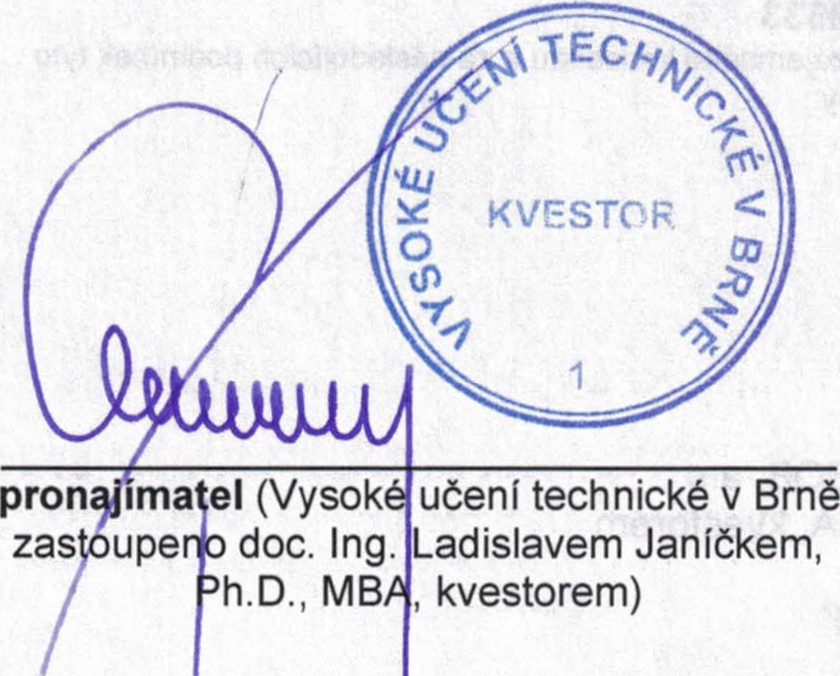 VYSOKÉ UČENÍ TECHNICKÉ V BRNĚ
KVESTOR
1
pronajímatel (Vysoké učení technické v Brně
zastoupeno doc. Ing. Ladislavem Janíčkem,
Ph.D., MBA, kvestorem)